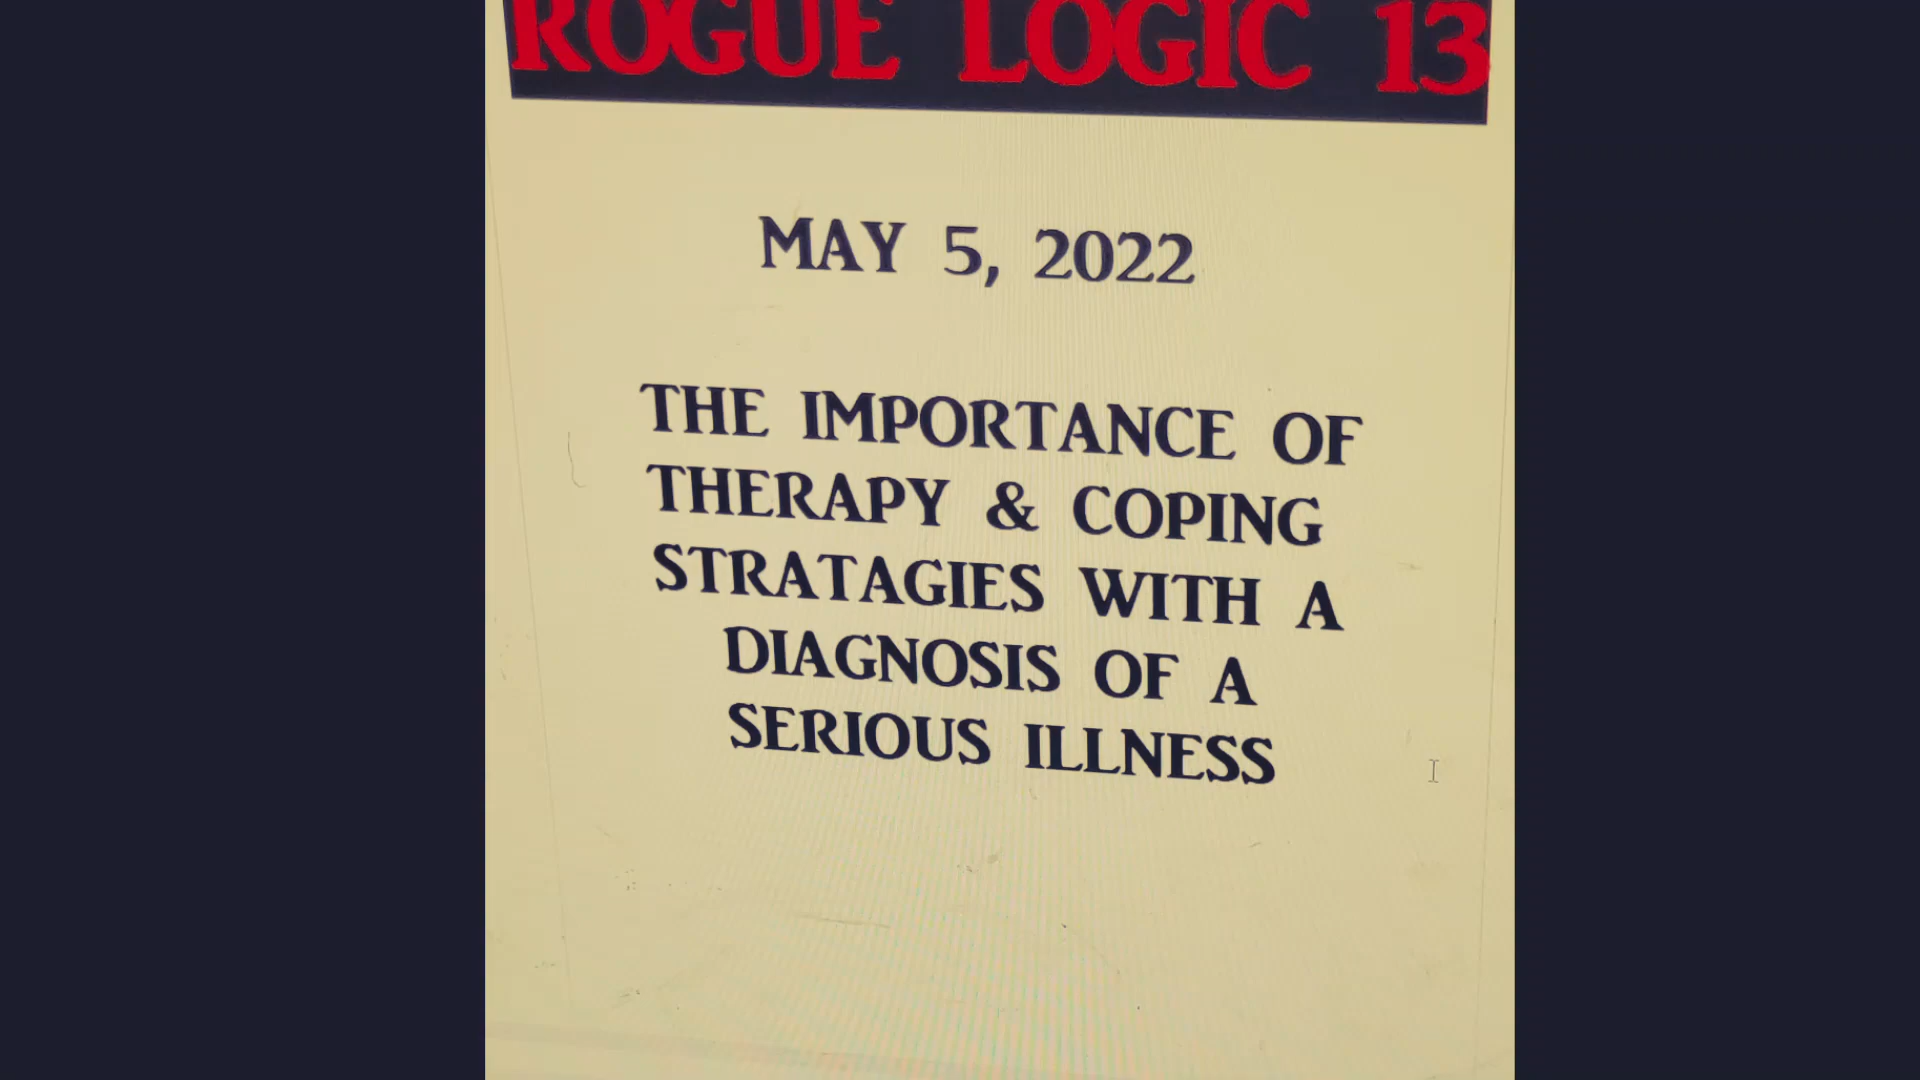 ROGUE LOGIC 13
MAY 5, 2022
THE IMPORTANCE OF
THERAPY & COPING
STRATAGIES WITH A
DIAGNOSIS OF A
SERIOUS ILLNESS